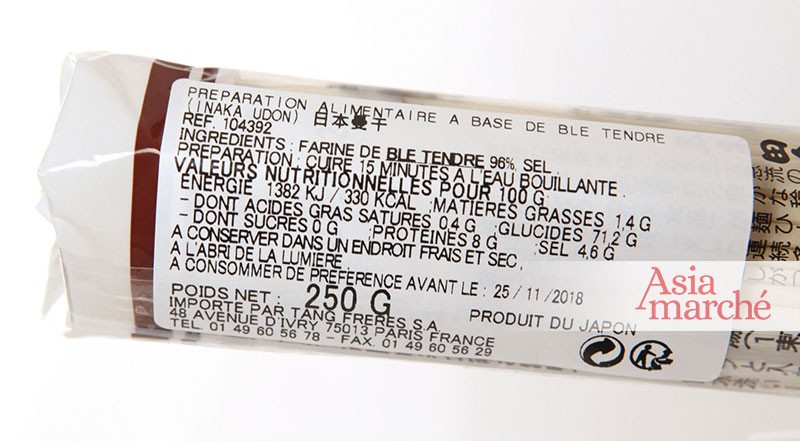 PREPARATION ALIMENTAIRE A BASE DE BLE TENDRE
(INAKA UDON) 日本曼干
REF. 104392
INGREDIENTS : FARINE DE BLE TENDRE 96% SEL.
PREPARATION : CUIRE 15 MINUTES A L'EAU BOUILLANTE.
VALEURS NUTRITIONNELLES POUR 100 G
ENERGIE 1382 KJ / 330 KCAL ;MATIERES GRASSES 1,4 G
- DONT ACIDES GRAS SATURES 0,4 G ;GLUCIDES 71,2 G
- DONT SUCRES 0 G ;PROTEINES 8 G ;SEL 4,6 G
A CONSERVER DANS UN ENDROIT FRAIS ET SEC,
A L'ABRI DE LA LUMIERE.
A CONSOMMER DE PREFERENCE AVANT LE : 25/11/2018
POIDS NET : 250 G
IMPORTE PAR TANG FRERES S.A. PRODUIT DU JAPON
48 AVENUE D'IVRY 75013 PARIS FRANCE
TEL. 01 49 60 56 78 - FAX. 01 49 60 56 29
Asia
marché